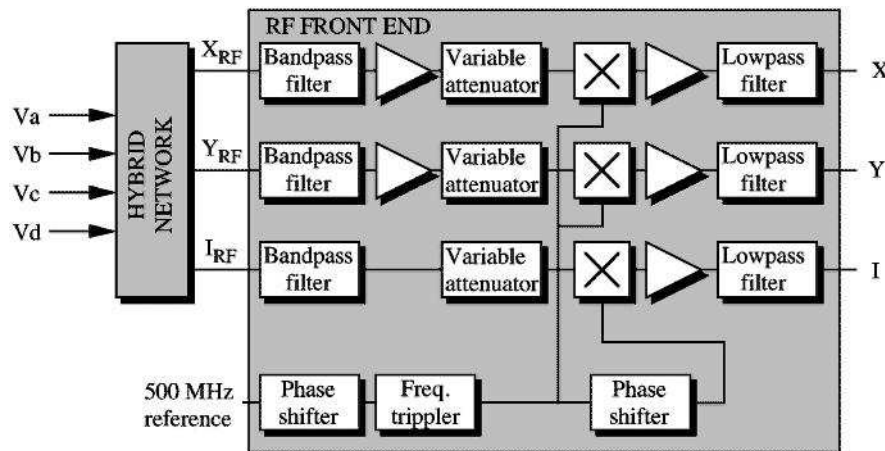 RF FRONT END
X_RF
Bandpass
filter
Variable
attenuator
Lowpass
filter
X
Va
Vb
Vc
Vd
HYBRID
NETWORK
Y_RF
Bandpass
filter
Variable
attenuator
Lowpass
filter
Y
I_RF
Bandpass
filter
Variable
attenuator
Lowpass
filter
I
500 MHz
reference
Phase
shifter
Freq.
trippler
Phase
shifter